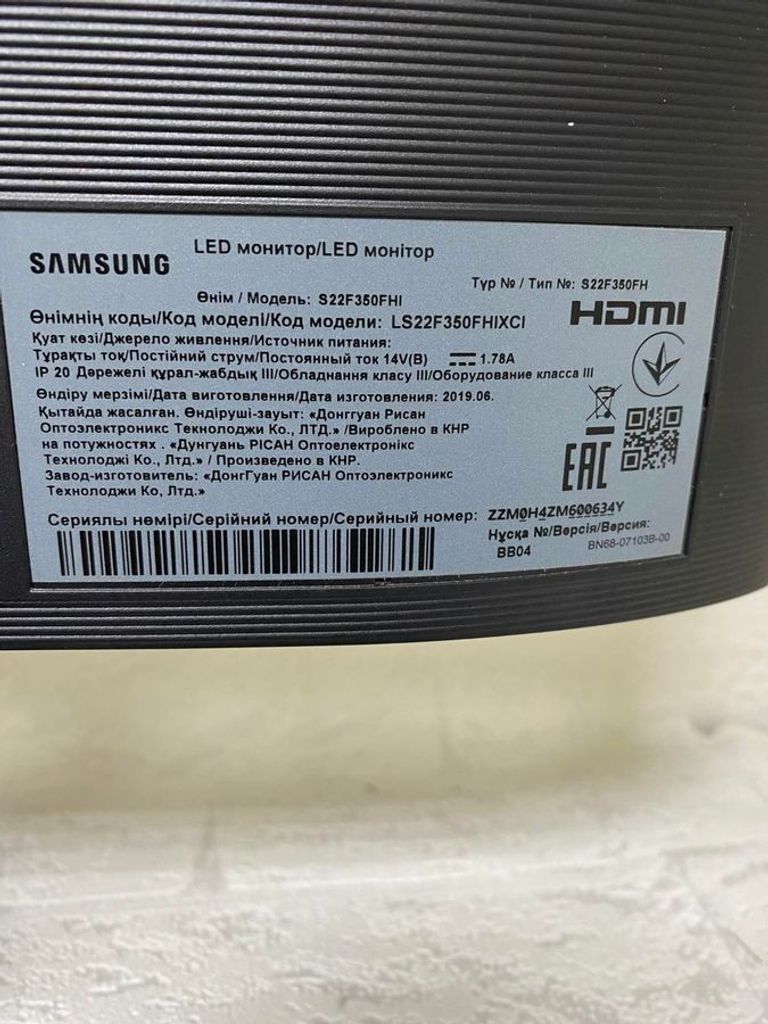 SAMSUNG
LED монитор/LED монітор
Түр № / Тип №: S22F350FH
Өнім / Модель: S22F350FHI
HDMI
Өнімнің коды/Код моделі/Код модели: LS22F350FHIXCI
Қуат көзі/Джерело живлення/Источник питания:
Тұрақты тоқ/Постійний струм/Постоянный ток 14V(В) 1.78A
IP 20 Дәрежелі құрал-жабдық III/Обладнання класу III/Оборудование класса III
Өндіру мерзімі/Дата виготовлення/Дата изготовления: 2019.06.
Қытайда жасалған. Өндіруші-зауыт: «Донггуан Рисан
Оптоэлектроникс Текнолоджи Ко., ЛТД.» /Вироблено в КНР
на потужностях . «Дунгуань РІСАН Оптоелектронікс
Технолоджі Ко., Лтд.» / Произведено в КНР.
Завод-изготовитель: «ДонгГуан РИСАН Оптоэлектроникс
Технолоджи Ко, Лтд.»
EAC
Сериялы нөмірі/Серійний номер/Серийный номер: ZZM0H4ZM600634Y
Нұсқа №/Версія/Версия:
BB04
BN68-07103B-00